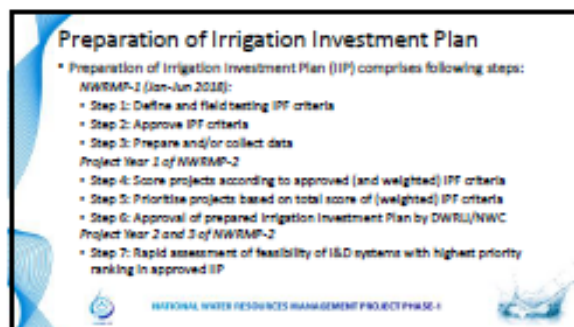 Preparation of Irrigation Investment Plan
• Preparation of Irrigation Investment Plan (IIP) comprises following steps:
NWRMP-1 (Jan-Jun 2018):
• Step 1: Define and field testing IPF criteria
• Step 2: Approve IPF criteria
• Step 3: Prepare and/or collect data
Project Year 1 of NWRMP-2
• Step 4: Score projects according to approved (and weighted) IPF criteria
• Step 5: Prioritise projects based on total score of (weighted) IPF criteria
• Step 6: Approval of prepared Irrigation Investment Plan by DWRLI/NWC
Project Year 2 and 3 of NWRMP-2
• Step 7: Rapid assessment of feasibility of I&D systems with highest priority
ranking in approved IIP
NATIONAL WATER RESOURCES MANAGEMENT PROJECT PHASE-1